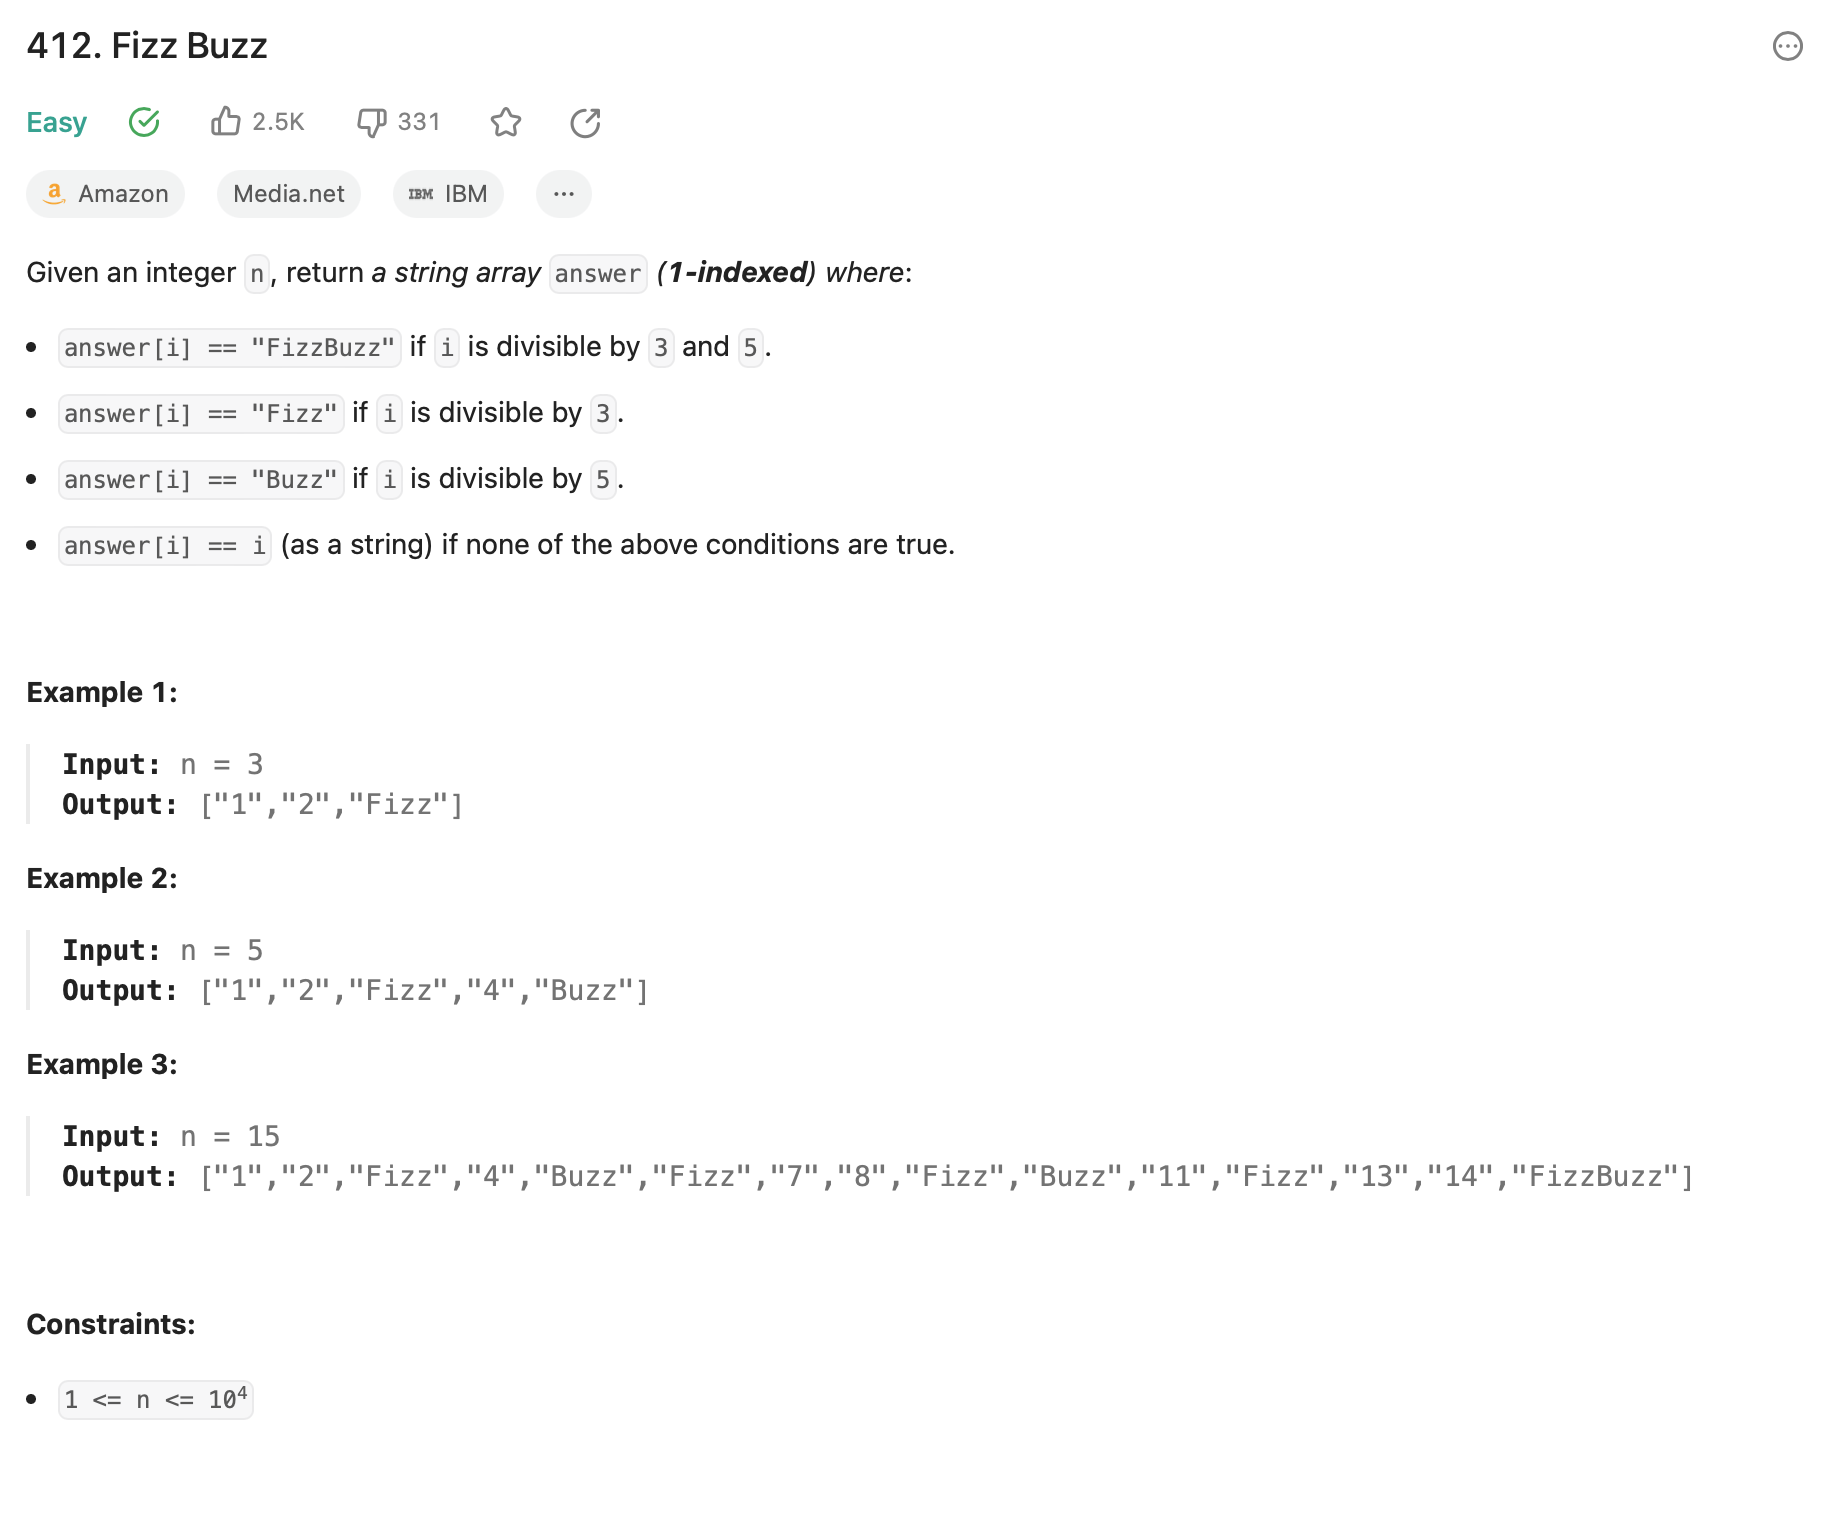 412. Fizz Buzz
Easy 2.5K 331
a Amazon Media.net IBM IBM ...
Given an integer n, return a string array answer (1-indexed) where:
• answer[i] == "FizzBuzz" if i is divisible by 3 and 5.
• answer[i] == "Fizz" if i is divisible by 3.
• answer[i] == "Buzz" if i is divisible by 5.
• answer[i] == i (as a string) if none of the above conditions are true.
Example 1:
Input: n = 3
Output: ["1","2","Fizz"]
Example 2:
Input: n = 5
Output: ["1","2","Fizz","4","Buzz"]
Example 3:
Input: n = 15
Output: ["1","2","Fizz","4","Buzz","Fizz","7","8","Fizz","Buzz","11","Fizz","13","14","FizzBuzz"]
Constraints:
• 1 <= n <= 10⁴